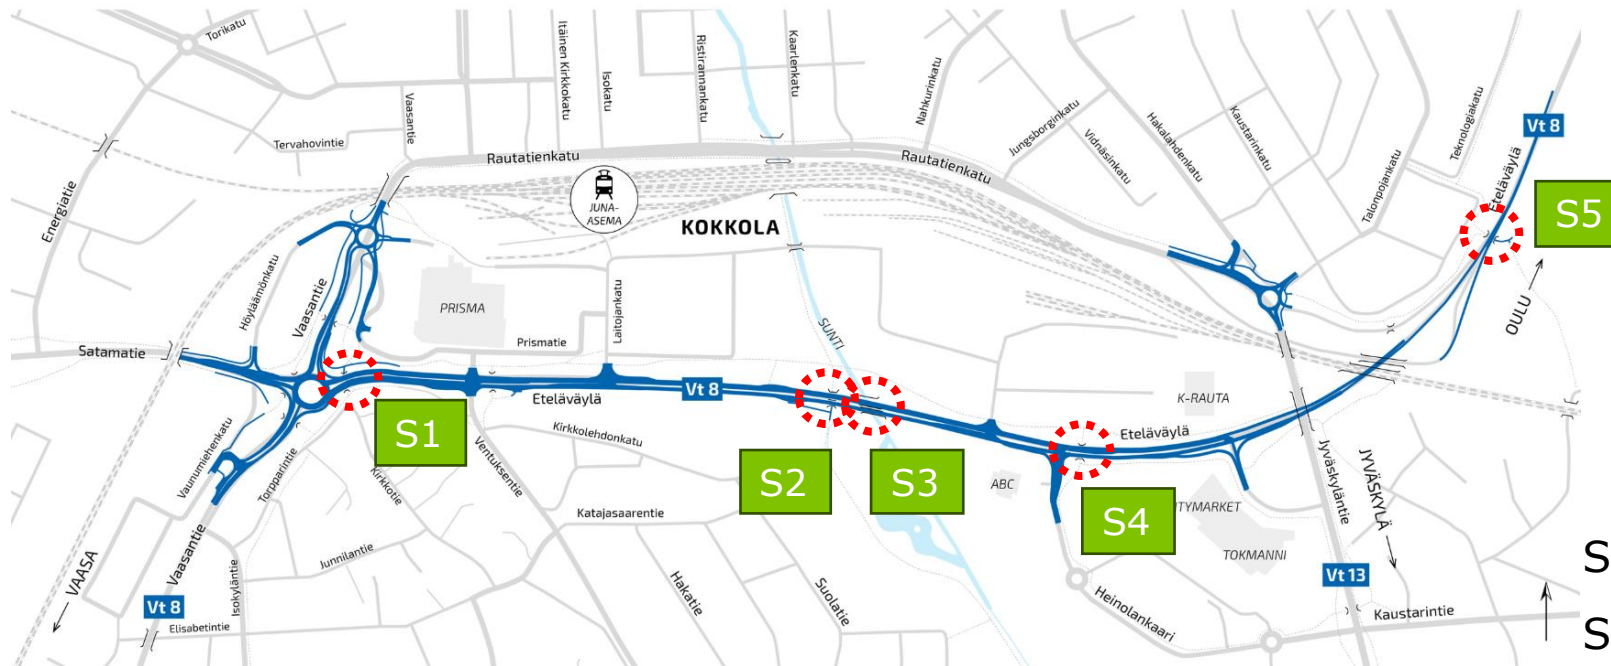 Torikatu
Itäinen Kirkkokatu
Isokatu
Ristirannankatu
Kaarlenkatu
Nahkurinkatu
Jungsborginkatu
Vidnäsinkatu
Hakalahdenkatu
Kaustarinkatu
Talonpojankatu
Teknologiakatu
Vt 8
Eteläväylä
S5
OULU
Vaasantie
Tervahovintie
Rautatienkatu
Rautatienkatu
Energiatie
JUNA-
ASEMA
KOKKOLA
Höyläämönkatu
Vaasantie
PRISMA
Laitojankatu
Prismatie
SUNTI
Satamatie
Vt 8
Eteläväylä
K-RAUTA
Eteläväylä
S1
Kirkkolehdonkatu
Ventuksentie
Vaunumiehenkatu
Torpparintie
Kirkkotie
S2
S3
ABC
S4
ITYMARKET
TOKMANNI
Jyväskyläntie
JYVÄSKYLÄ
Katajasaarentie
Junnilantie
Vaasantie
Isokyläntie
VAASA
Vt 8
Elisabetintie
Hakatie
Suolatie
Heinolankaari
Vt 13
Kaustarintie
S
S